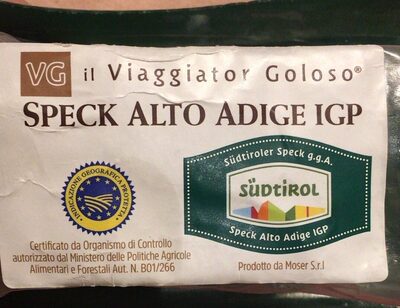 VG il Viaggiator Goloso®
SPECK ALTO ADIGE IGP
INDICAZIONE GEOGRAFICA PROTETTA
Südtiroler Speck g.g.A.
SÜDTIROL
Speck Alto Adige IGP
Certificato da Organismo di Controllo
autorizzato dal Ministero delle Politiche Agricole
Alimentari e Forestali Aut. N. B01/266
Prodotto da Moser S.r.l